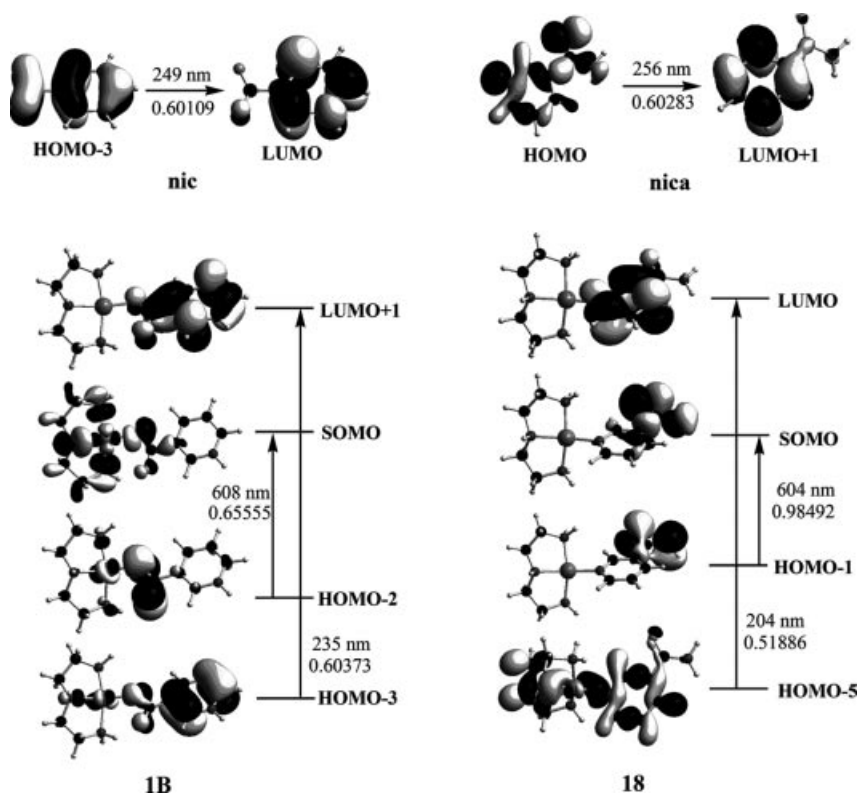 249 nm
0.60109
HOMO-3
LUMO
nic
256 nm
0.60283
HOMO
LUMO+1
nica
LUMO+1
SOMO
608 nm
0.65555
HOMO-2
235 nm
0.60373
HOMO-3
1B
LUMO
SOMO
604 nm
0.98492
HOMO-1
204 nm
0.51886
HOMO-5
18